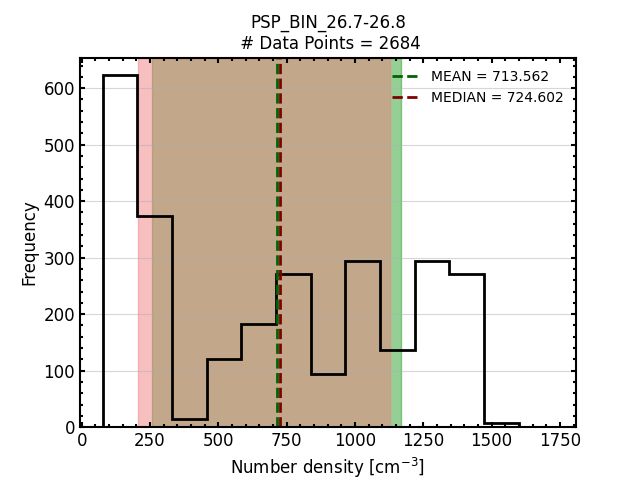 PSP_BIN_26.7-26.8
# Data Points = 2684
MEAN = 713.562
MEDIAN = 724.602
Frequency
600
500
400
300
200
100
0
0 250 500 750 1000 1250 1500 1750
Number density [cm⁻³]